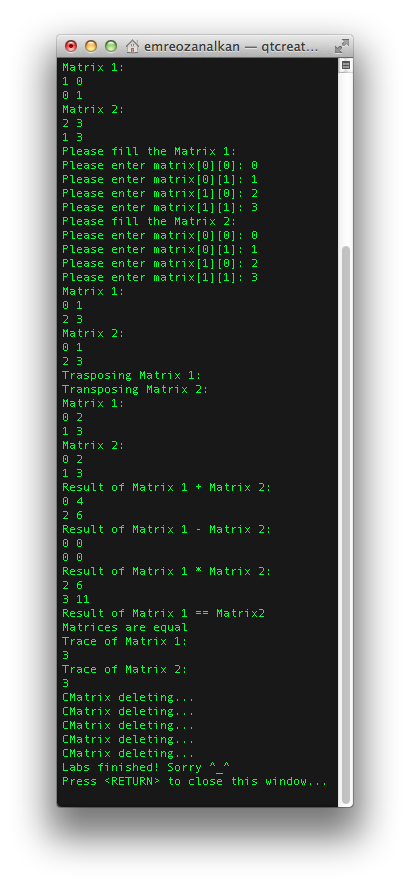 emreozanalkan — qtcreat...
Matrix 1:
1 0
0 1
Matrix 2:
2 3
1 3
Please fill the Matrix 1:
Please enter matrix[0][0]: 0
Please enter matrix[0][1]: 1
Please enter matrix[1][0]: 2
Please enter matrix[1][1]: 3
Please fill the Matrix 2:
Please enter matrix[0][0]: 0
Please enter matrix[0][1]: 1
Please enter matrix[1][0]: 2
Please enter matrix[1][1]: 3
Matrix 1:
0 1
2 3
Matrix 2:
0 1
2 3
Trasposing Matrix 1:
Transposing Matrix 2:
Matrix 1:
0 2
1 3
Matrix 2:
0 2
1 3
Result of Matrix 1 + Matrix 2:
0 4
2 6
Result of Matrix 1 - Matrix 2:
0 0
0 0
Result of Matrix 1 * Matrix 2:
2 6
3 11
Result of Matrix 1 == Matrix2
Matrices are equal
Trace of Matrix 1:
3
Trace of Matrix 2:
3
CMatrix deleting...
CMatrix deleting...
CMatrix deleting...
CMatrix deleting...
CMatrix deleting...
Labs finished! Sorry ^_^
Press <RETURN> to close this window...